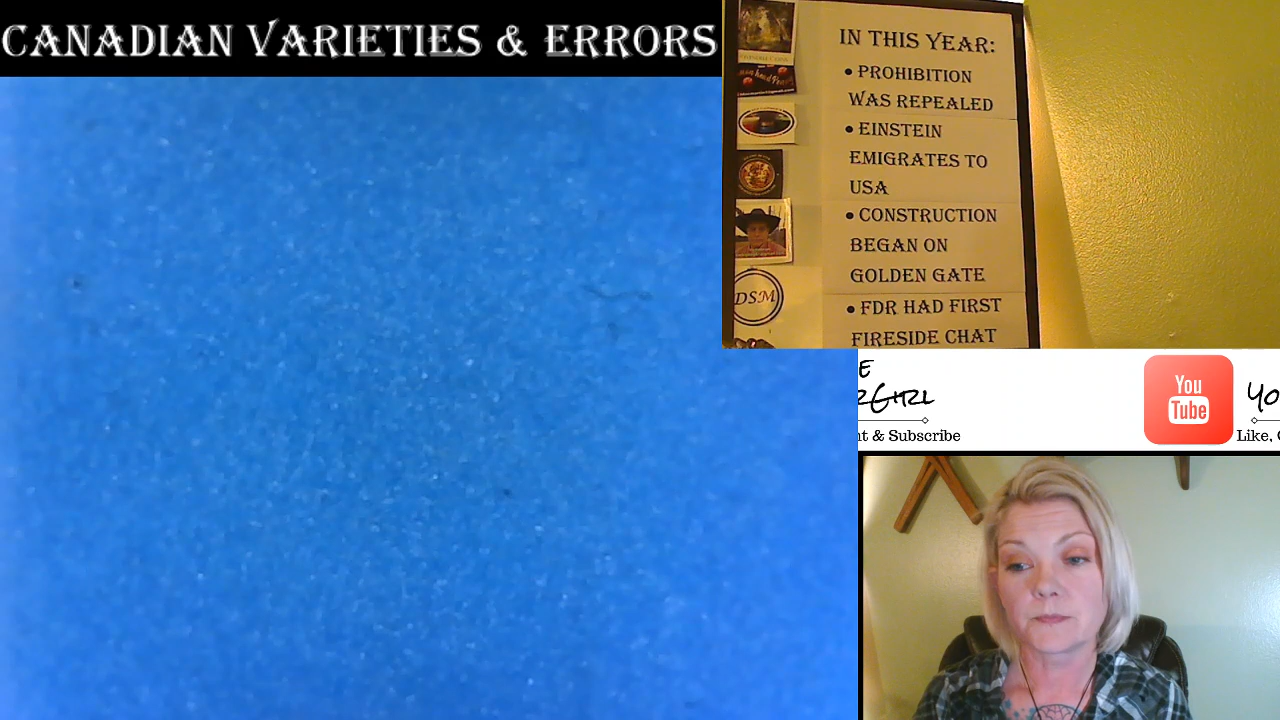 CANADIAN VARIETIES & ERRORS
IN THIS YEAR:
• PROHIBITION
WAS REPEALED
• EINSTEIN
EMIGRATES TO
USA
• CONSTRUCTION
BEGAN ON
GOLDEN GATE
• FDR HAD FIRST
FIRESIDE CHAT
DSM
& Subscribe
You
Tube
Like,